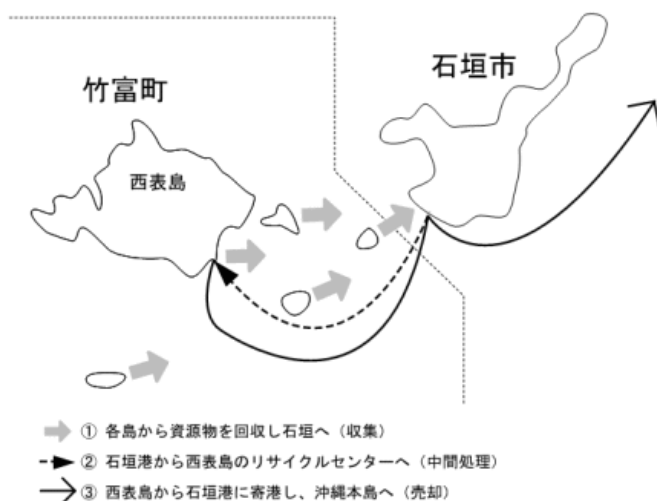 竹富町
石垣市
西表島
① 各島から資源物を回収し石垣へ（収集）
② 石垣港から西表島のリサイクルセンターへ（中間処理）
③ 西表島から石垣港に寄港し、沖縄本島へ（売却）